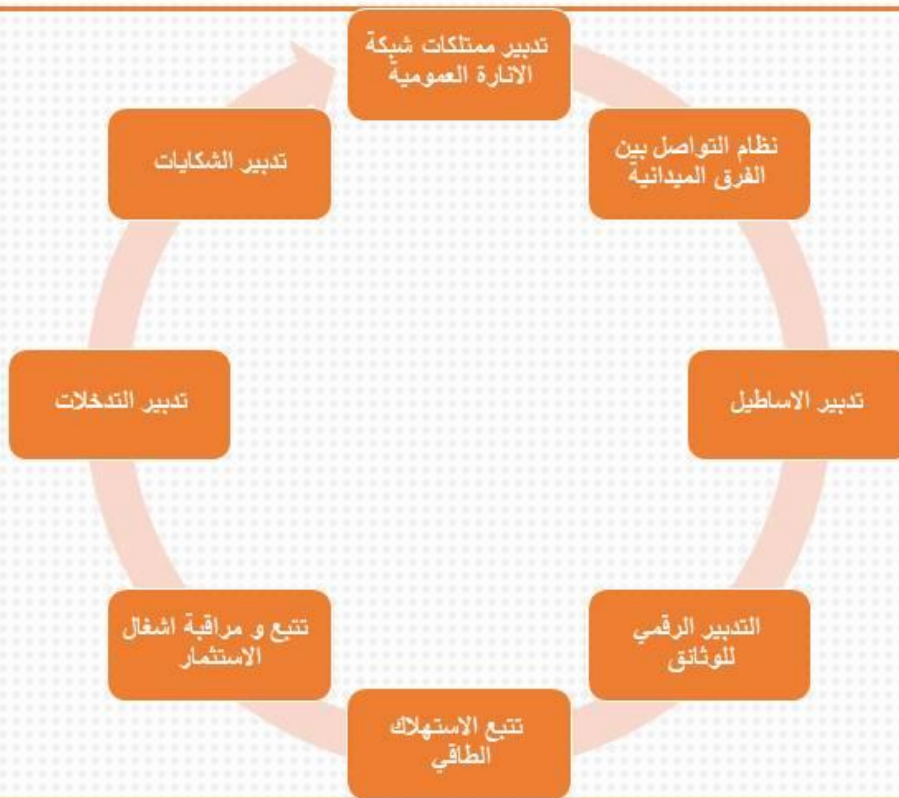 تدبير ممتلكات شبكة
الانارة العمومية
نظام التواصل بين
الفرق الميدانية
تدبير الاساطيل
التدبير الرقمي
للوثائق
تتبع الاستهلاك
الطاقي
تتبع و مراقبة اشغال
الاستثمار
تدبير التدخلات
تدبير الشكايات